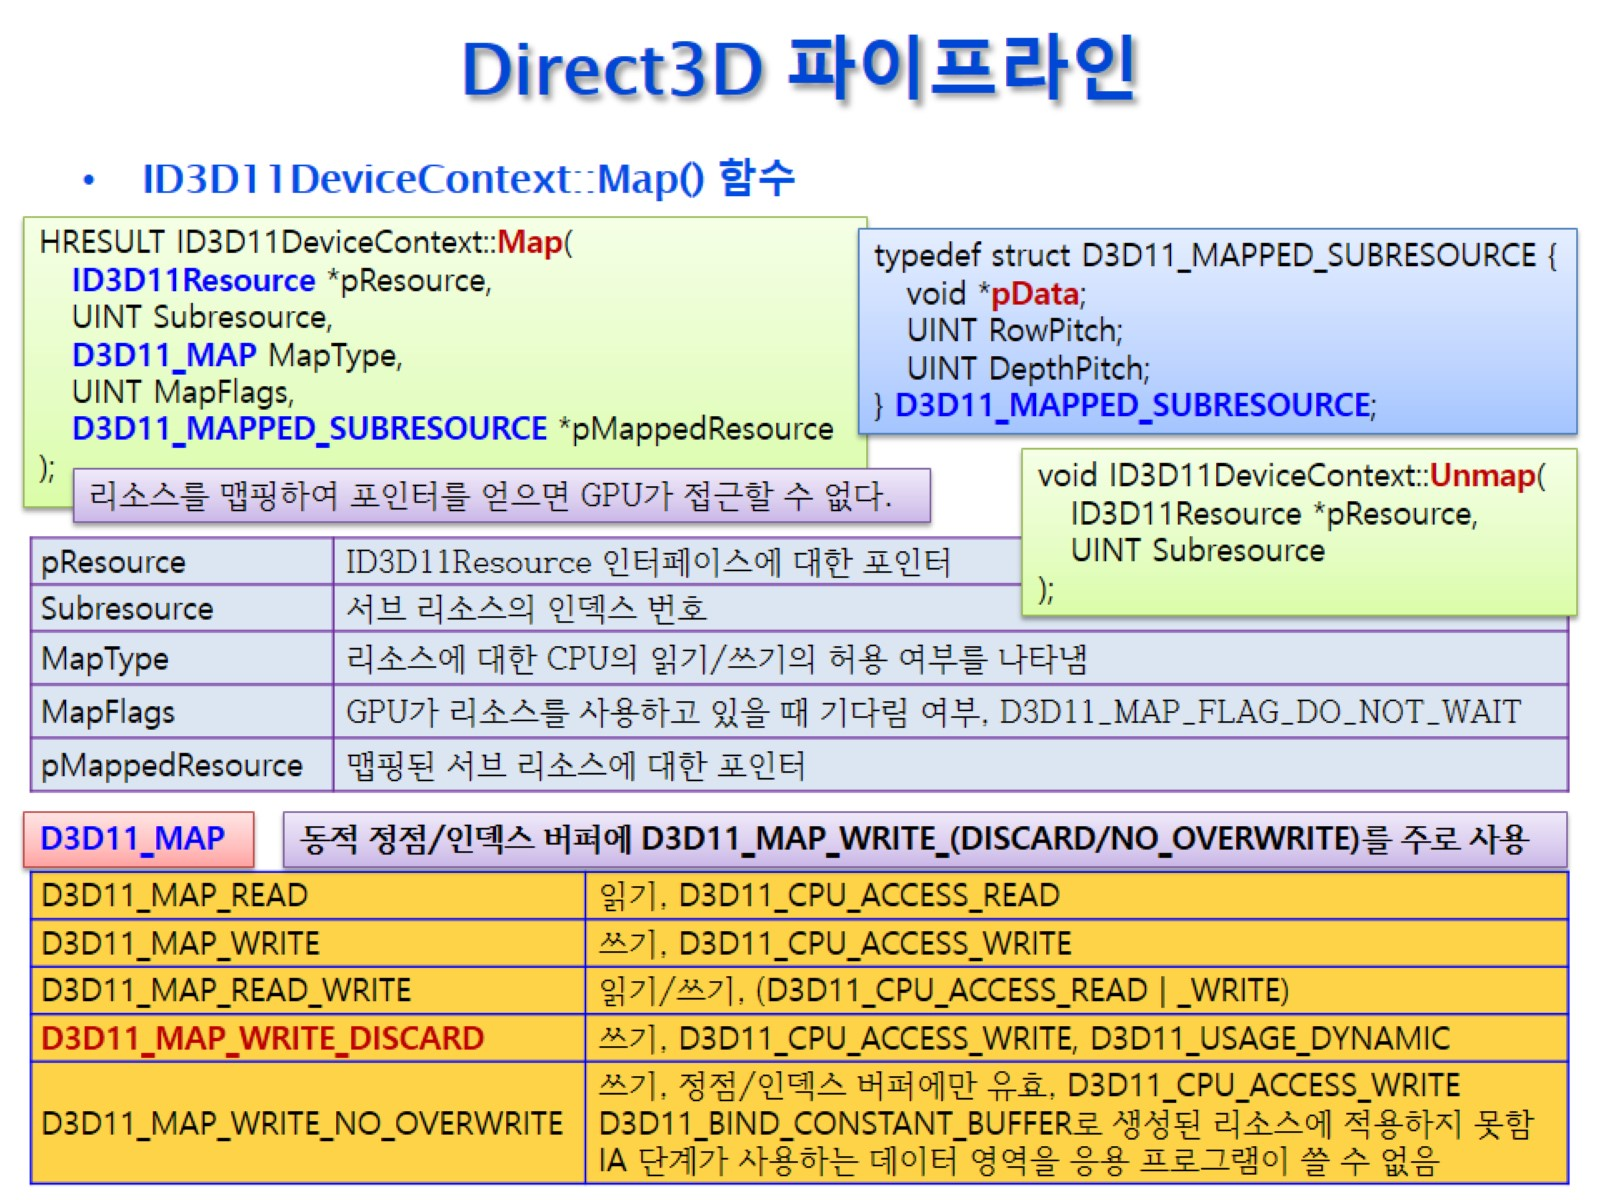 Direct3D 파이프라인
• ID3D11DeviceContext::Map() 함수
HRESULT ID3D11DeviceContext::Map(
ID3D11Resource *pResource,
UINT Subresource,
D3D11_MAP MapType,
UINT MapFlags,
D3D11_MAPPED_SUBRESOURCE *pMappedResource
);
리소스를 맵핑하여 포인터를 얻으면 GPU가 접근할 수 없다.
typedef struct D3D11_MAPPED_SUBRESOURCE {
void *pData;
UINT RowPitch;
UINT DepthPitch;
} D3D11_MAPPED_SUBRESOURCE;
void ID3D11DeviceContext::Unmap(
ID3D11Resource *pResource,
UINT Subresource
);
pResource ID3D11Resource 인터페이스에 대한 포인터
Subresource 서브 리소스의 인덱스 번호
MapType 리소스에 대한 CPU의 읽기/쓰기의 허용 여부를 나타냄
MapFlags GPU가 리소스를 사용하고 있을 때 기다림 여부, D3D11_MAP_FLAG_DO_NOT_WAIT
pMappedResource 맵핑된 서브 리소스에 대한 포인터
D3D11_MAP 동적 정점/인덱스 버퍼에 D3D11_MAP_WRITE_(DISCARD/NO_OVERWRITE)를 주로 사용
D3D11_MAP_READ 읽기, D3D11_CPU_ACCESS_READ
D3D11_MAP_WRITE 쓰기, D3D11_CPU_ACCESS_WRITE
D3D11_MAP_READ_WRITE 읽기/쓰기, (D3D11_CPU_ACCESS_READ | _WRITE)
D3D11_MAP_WRITE_DISCARD 쓰기, D3D11_CPU_ACCESS_WRITE, D3D11_USAGE_DYNAMIC
D3D11_MAP_WRITE_NO_OVERWRITE 쓰기, 정점/인덱스 버퍼에만 유효, D3D11_CPU_ACCESS_WRITE
D3D11_BIND_CONSTANT_BUFFER로 생성된 리소스에 적용하지 못함
IA 단계가 사용하는 데이터 영역을 응용 프로그램이 쓸 수 없음